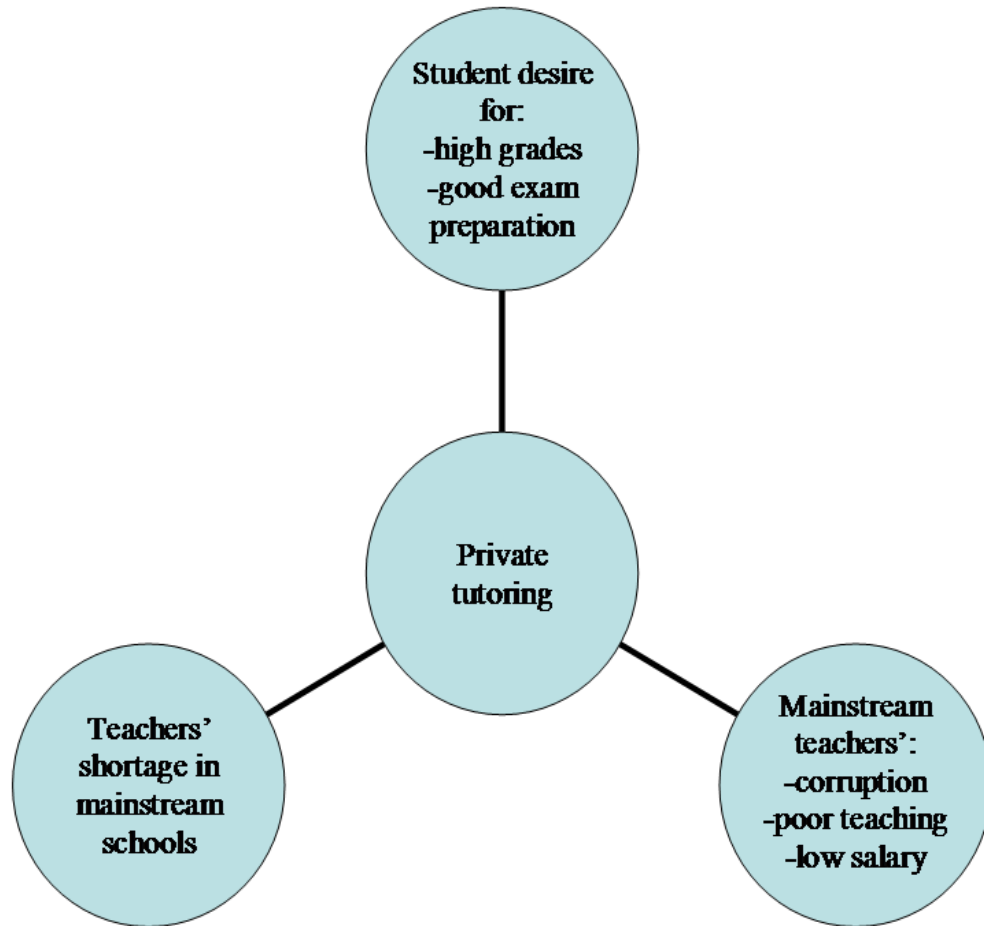 Student desire
for:
-high grades
-good exam
preparation
Private
tutoring
Teachers’
shortage in
mainstream
schools
Mainstream
teachers’:
-corruption
-poor teaching
-low salary